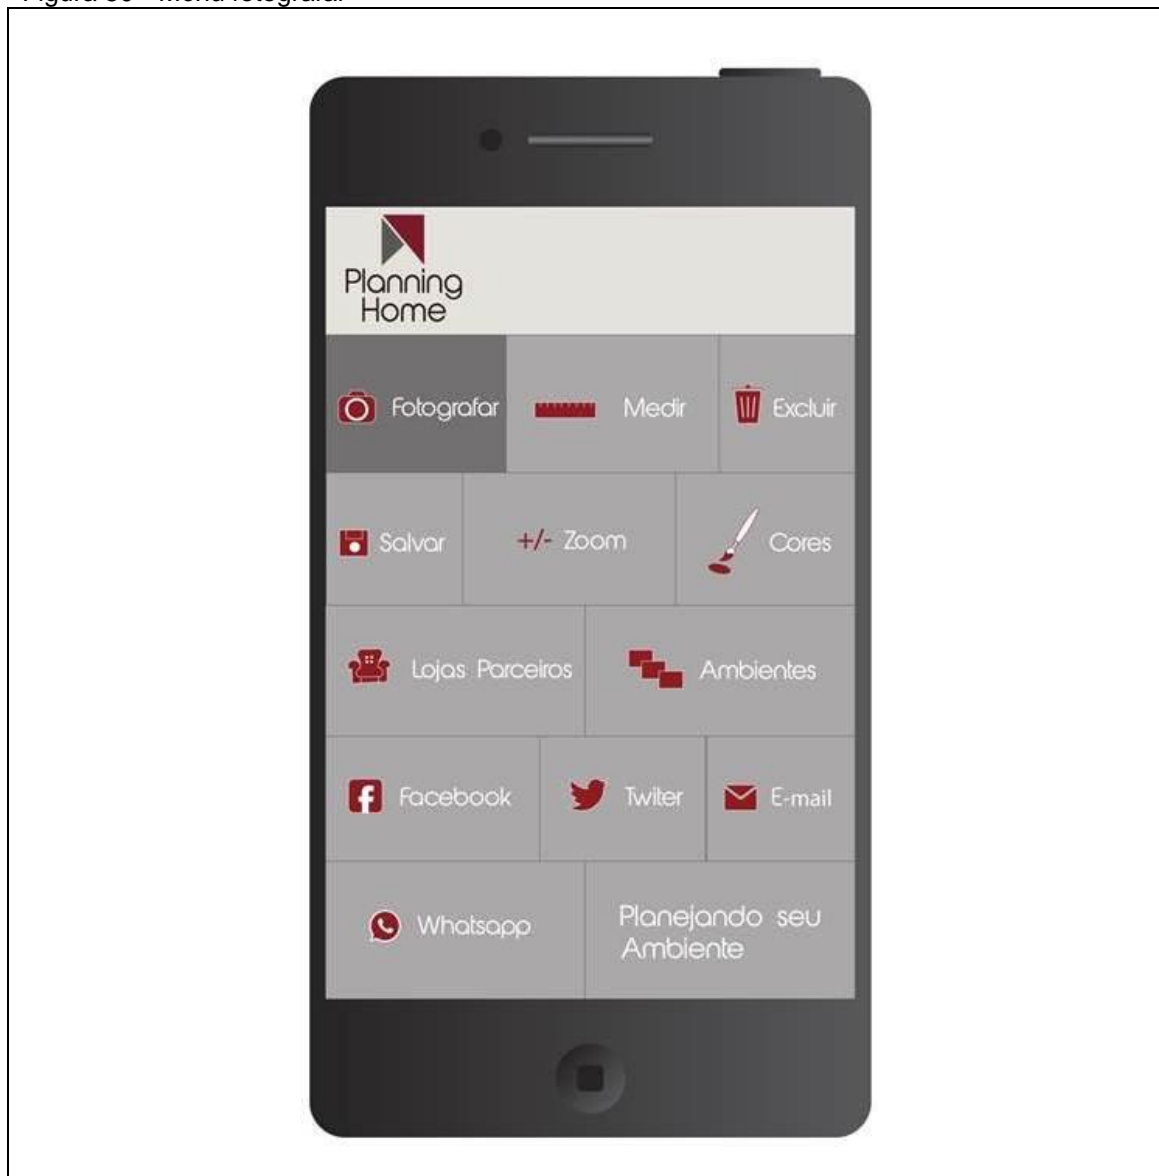 Planning
Home
Fotografar
Medir
Excluir
Salvar
+/- Zoom
Cores
Lojas Parceiros
Ambientes
Facebook
Twiter
E-mail
Whatsapp
Planejando seu
Ambiente